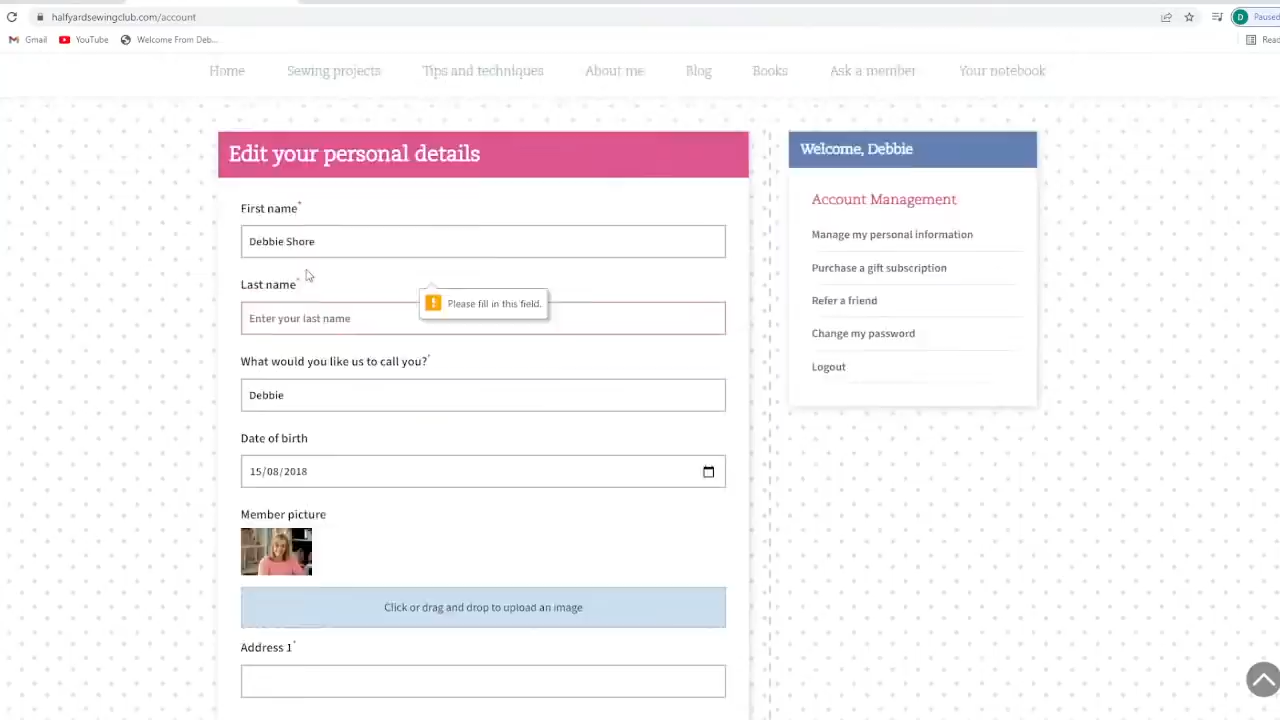 halfyardsewingclub.com/account
D Paused
Gmail YouTube Welcome From Deb...
Home Sewing projects Tips and techniques About me Blog Books Ask a member Your notebook
Edit your personal details
First name*
Debbie Shore
Last name*
Please fill in this field.
Enter your last name
What would you like us to call you?*
Debbie
Date of birth
15/08/2018
Member picture
Click or drag and drop to upload an image
Address 1*
Welcome, Debbie
Account Management
Manage my personal information
Purchase a gift subscription
Refer a friend
Change my password
Logout